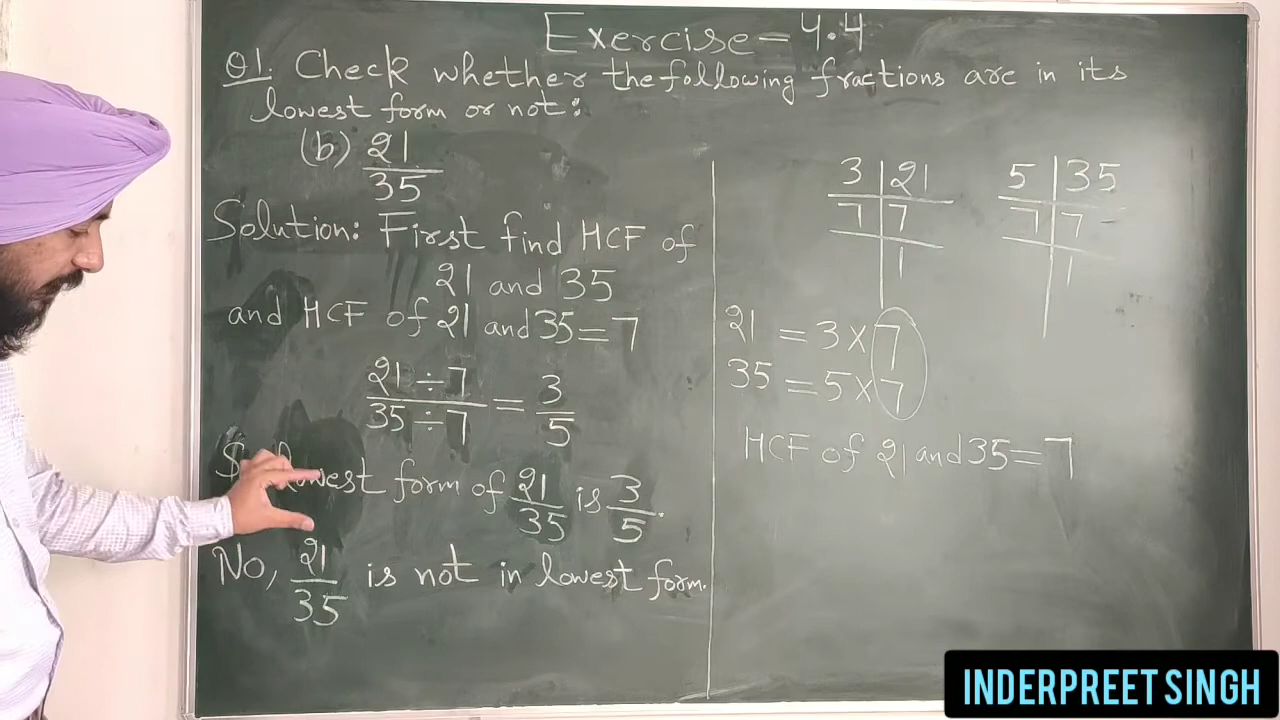 Exercise - 4.4
Q1. Check whether the following fractions are in its
lowest form or not:
(b) 21/35
Solution: First find HCF of
21 and 35
and HCF of 21 and 35 = 7
21 ÷ 7 / 35 ÷ 7 = 3/5
lowest form of 21/35 is 3/5.
No, 21/35 is not in lowest form.
3 | 21
7 | 7
1
5 | 35
7 | 7
1
21 = 3 × 7
35 = 5 × 7
HCF of 21 and 35 = 7
INDERPREET SINGH